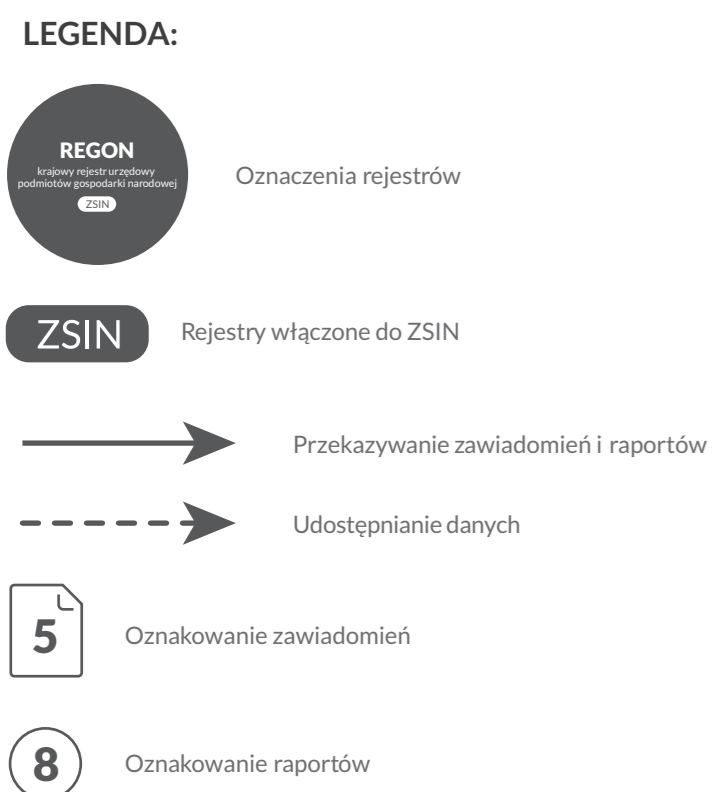 LEGENDA:
REGON
krajowy rejestr urzędowy
podmiotów gospodarki narodowej
ZSIN
Oznaczenia rejestrów
ZSIN
Rejestry włączone do ZSIN
Przekazywanie zawiadomień i raportów
Udostępnianie danych
5
Oznakowanie zawiadomień
8
Oznakowanie raportów